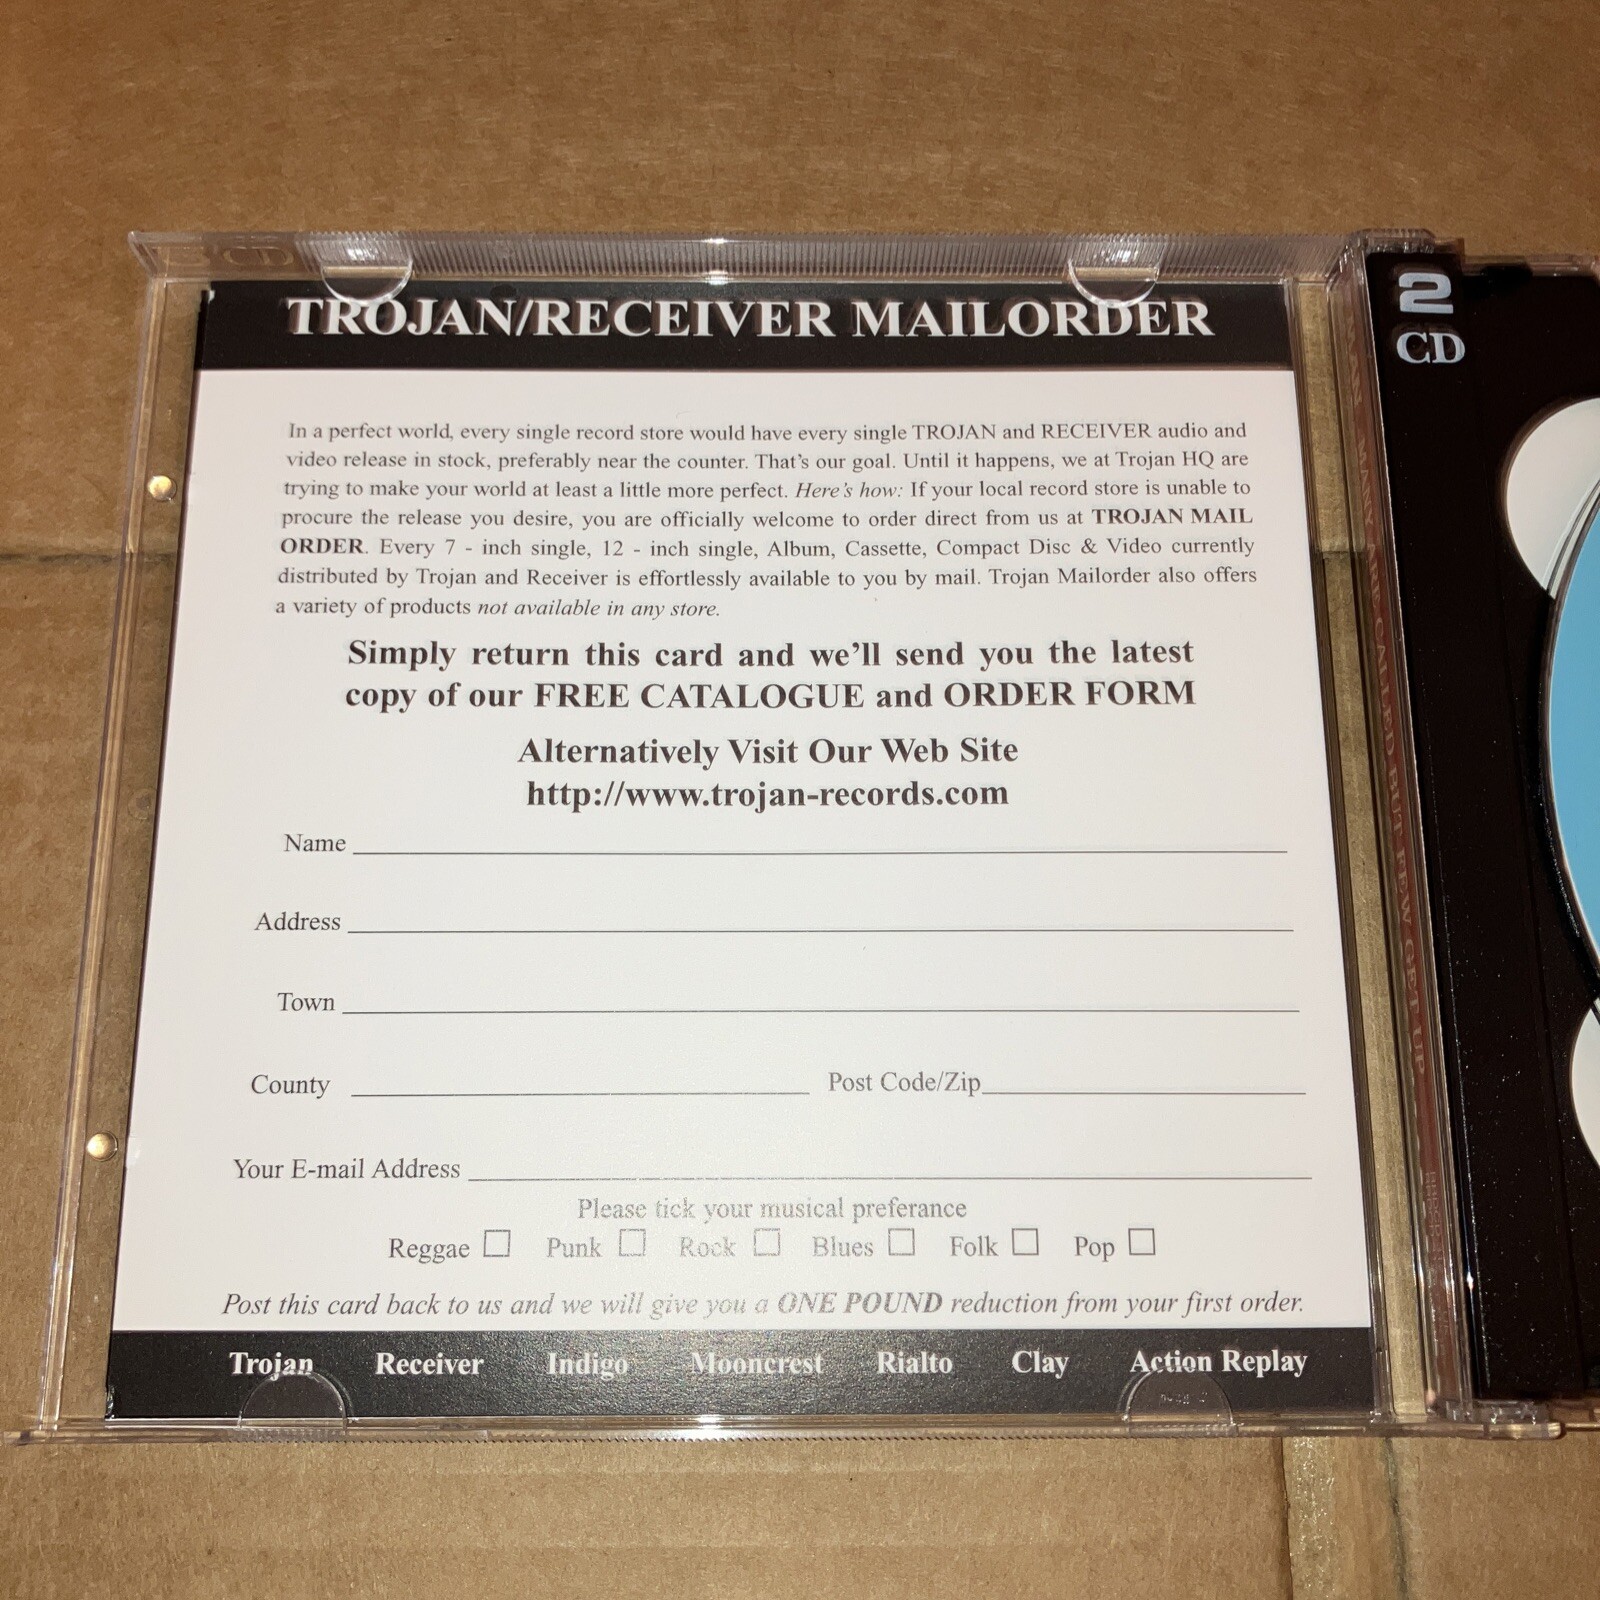 TROJAN/RECEIVER MAILORDER
In a perfect world, every single record store would have every single TROJAN and RECEIVER audio and
video release in stock, preferably near the counter. That's our goal. Until it happens, we at Trojan HQ are
trying to make your world at least a little more perfect. Here's how: If your local record store is unable to
procure the release you desire, you are officially welcome to order direct from us at TROJAN MAIL
ORDER. Every 7 - inch single, 12 - inch single, Album, Cassette, Compact Disc & Video currently
distributed by Trojan and Receiver is effortlessly available to you by mail. Trojan Mailorder also offers
a variety of products not available in any store.
Simply return this card and we'll send you the latest
copy of our FREE CATALOGUE and ORDER FORM
Alternatively Visit Our Web Site
http://www.trojan-records.com
Name
Address
Town
County Post Code/Zip
Your E-mail Address
Please tick your musical preferance
Reggae Punk Rock Blues Folk Pop
Post this card back to us and we will give you a ONE POUND reduction from your first order.
Trojan Receiver Indigo Mooncrest Rialto Clay Action Replay
2
CD
MANY ARE CALLED BUT FEW GET UP
CD